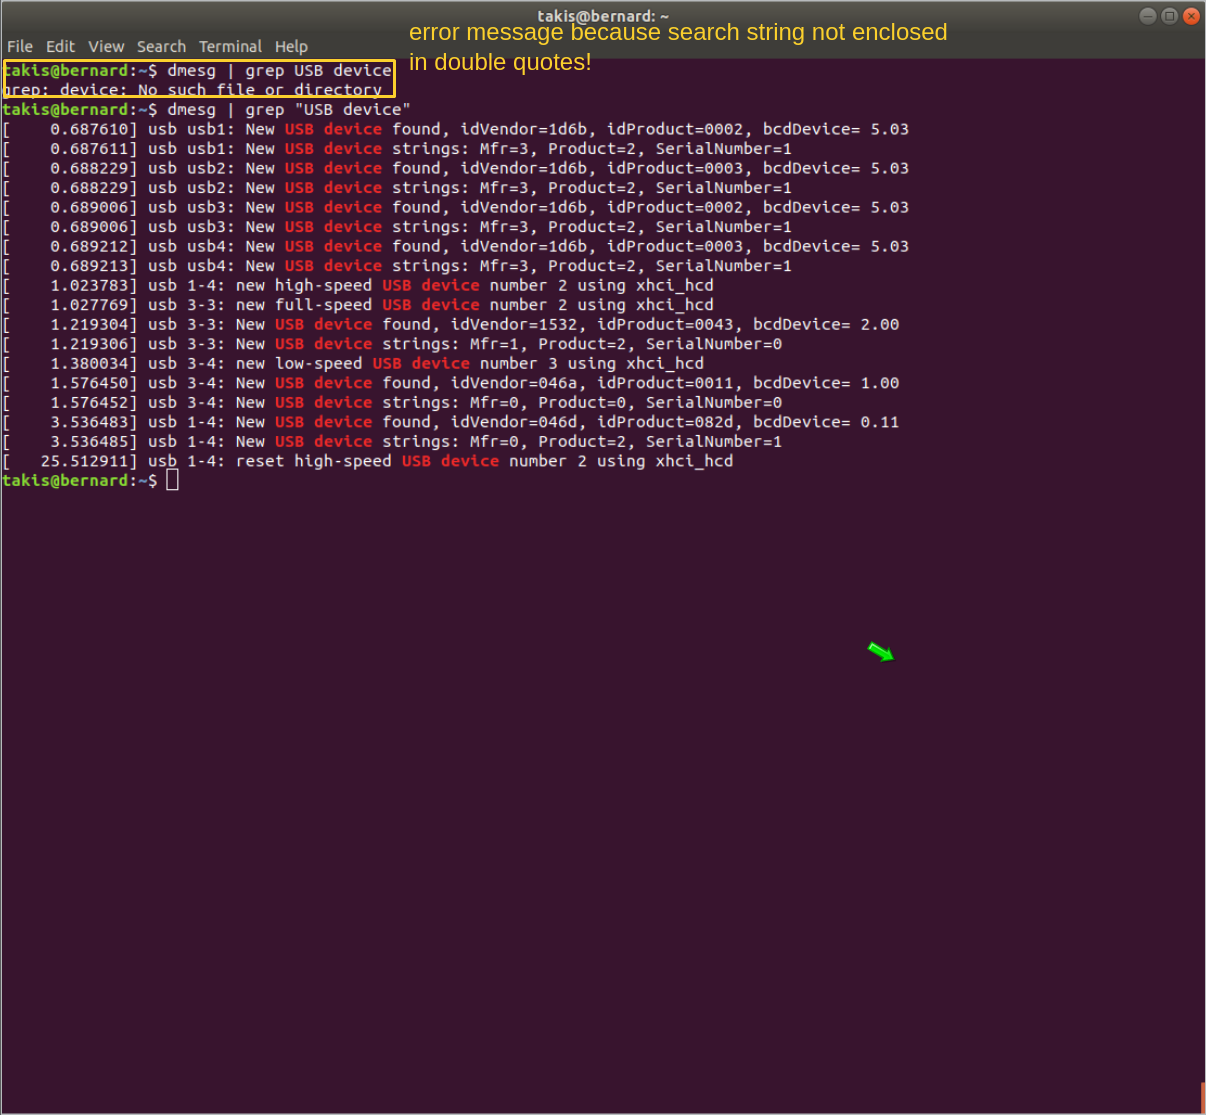 takis@bernard: ~
error message because search string not enclosed
in double quotes!
File Edit View Search Terminal Help
takis@bernard:~$ dmesg | grep USB device
grep: device: No such file or directory
takis@bernard:~$ dmesg | grep "USB device"
[    0.687610] usb usb1: New USB device found, idVendor=1d6b, idProduct=0002, bcdDevice= 5.03
[    0.687611] usb usb1: New USB device strings: Mfr=3, Product=2, SerialNumber=1
[    0.688229] usb usb2: New USB device found, idVendor=1d6b, idProduct=0003, bcdDevice= 5.03
[    0.688229] usb usb2: New USB device strings: Mfr=3, Product=2, SerialNumber=1
[    0.689006] usb usb3: New USB device found, idVendor=1d6b, idProduct=0002, bcdDevice= 5.03
[    0.689006] usb usb3: New USB device strings: Mfr=3, Product=2, SerialNumber=1
[    0.689212] usb usb4: New USB device found, idVendor=1d6b, idProduct=0003, bcdDevice= 5.03
[    0.689213] usb usb4: New USB device strings: Mfr=3, Product=2, SerialNumber=1
[    1.023783] usb 1-4: new high-speed USB device number 2 using xhci_hcd
[    1.027769] usb 3-3: new full-speed USB device number 2 using xhci_hcd
[    1.219304] usb 3-3: New USB device found, idVendor=1532, idProduct=0043, bcdDevice= 2.00
[    1.219306] usb 3-3: New USB device strings: Mfr=1, Product=2, SerialNumber=0
[    1.380034] usb 3-4: new low-speed USB device number 3 using xhci_hcd
[    1.576450] usb 3-4: New USB device found, idVendor=046a, idProduct=0011, bcdDevice= 1.00
[    1.576452] usb 3-4: New USB device strings: Mfr=0, Product=0, SerialNumber=0
[    3.536483] usb 1-4: New USB device found, idVendor=046d, idProduct=082d, bcdDevice= 0.11
[    3.536485] usb 1-4: New USB device strings: Mfr=0, Product=2, SerialNumber=1
[   25.512911] usb 1-4: reset high-speed USB device number 2 using xhci_hcd
takis@bernard:~$